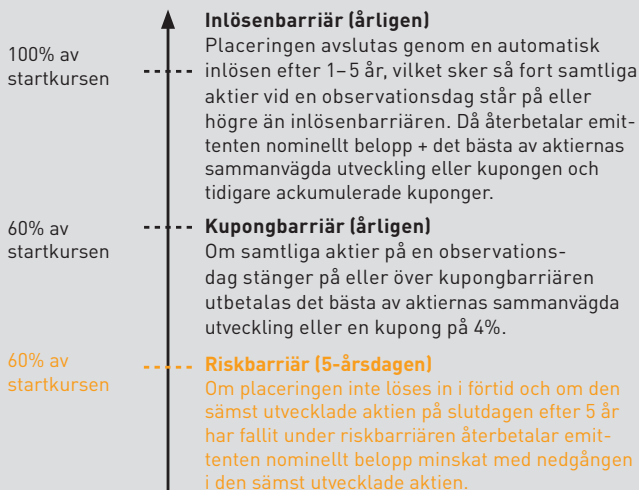 Inlösenbarriär (årligen)
100% av
startkursen
Placeringen avslutas genom en automatisk
inlösen efter 1–5 år, vilket sker så fort samtliga
aktier vid en observationsdag står på eller
högre än inlösenbarriären. Då återbetalar emit-
tenten nominellt belopp + det bästa av aktiernas
sammanvägda utveckling eller kupongen och
tidigare ackumulerade kuponger.
60% av
startkursen
Kupongbarriär (årligen)
Om samtliga aktier på en observations-
dag stänger på eller över kupongbarriären
utbetalas det bästa av aktiernas sammanvägda
utveckling eller en kupong på 4%.
60% av
startkursen
Riskbarriär (5-årsdagen)
Om placeringen inte löses in i förtid och om den
sämst utvecklade aktien på slutdagen efter 5 år
har fallit under riskbarriären återbetalar emit-
tenten nominellt belopp minskat med nedgången
i den sämst utvecklade aktien.